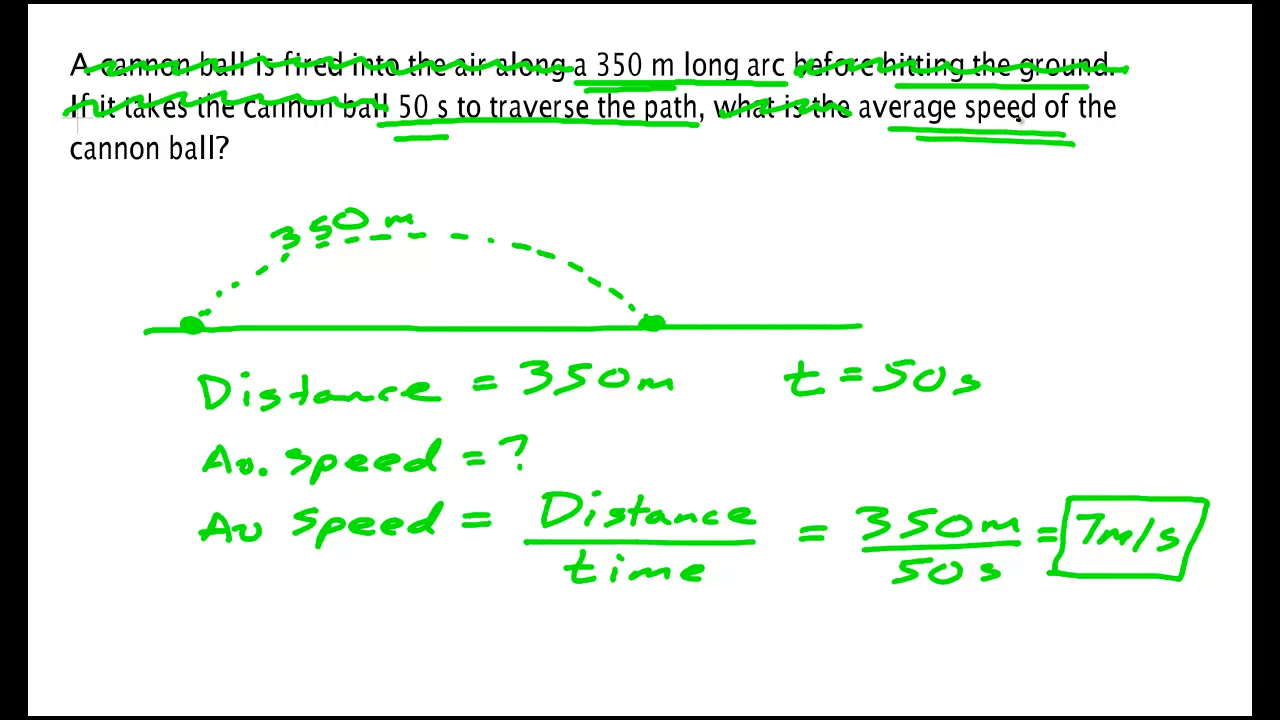 A cannon ball is fired into the air along a 350 m long arc before hitting the ground.
If it takes the cannon ball 50 s to traverse the path, what is the average speed of the
cannon ball?
350 m
Distance = 350m t = 50s
Av. speed = ?
Av speed = Distance / time = 350m / 50s = 7m/s